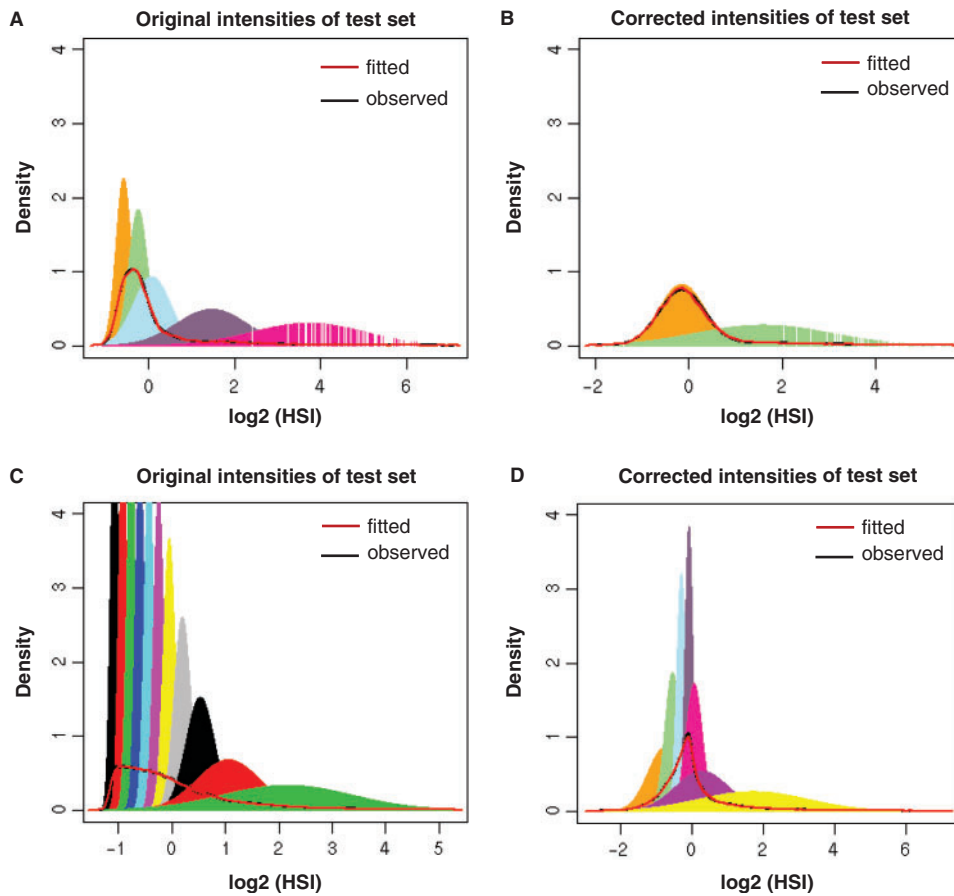 A Original intensities of test set
4
3
2
1
0
Density
fitted
observed
0 2 4 6
log2 (HSI)
B Corrected intensities of test set
4
3
2
1
0
Density
fitted
observed
-2 0 2 4
log2 (HSI)
C Original intensities of test set
4
3
2
1
0
Density
fitted
observed
-1 0 1 2 3 4 5
log2 (HSI)
D Corrected intensities of test set
4
3
2
1
0
Density
fitted
observed
-2 0 2 4 6
log2 (HSI)